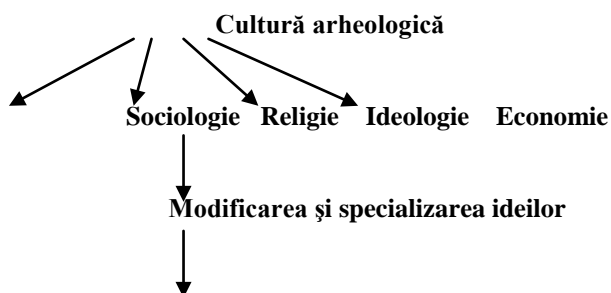 Cultură arheologică
Sociologie Religie Ideologie Economie
Modificarea şi specializarea ideilor